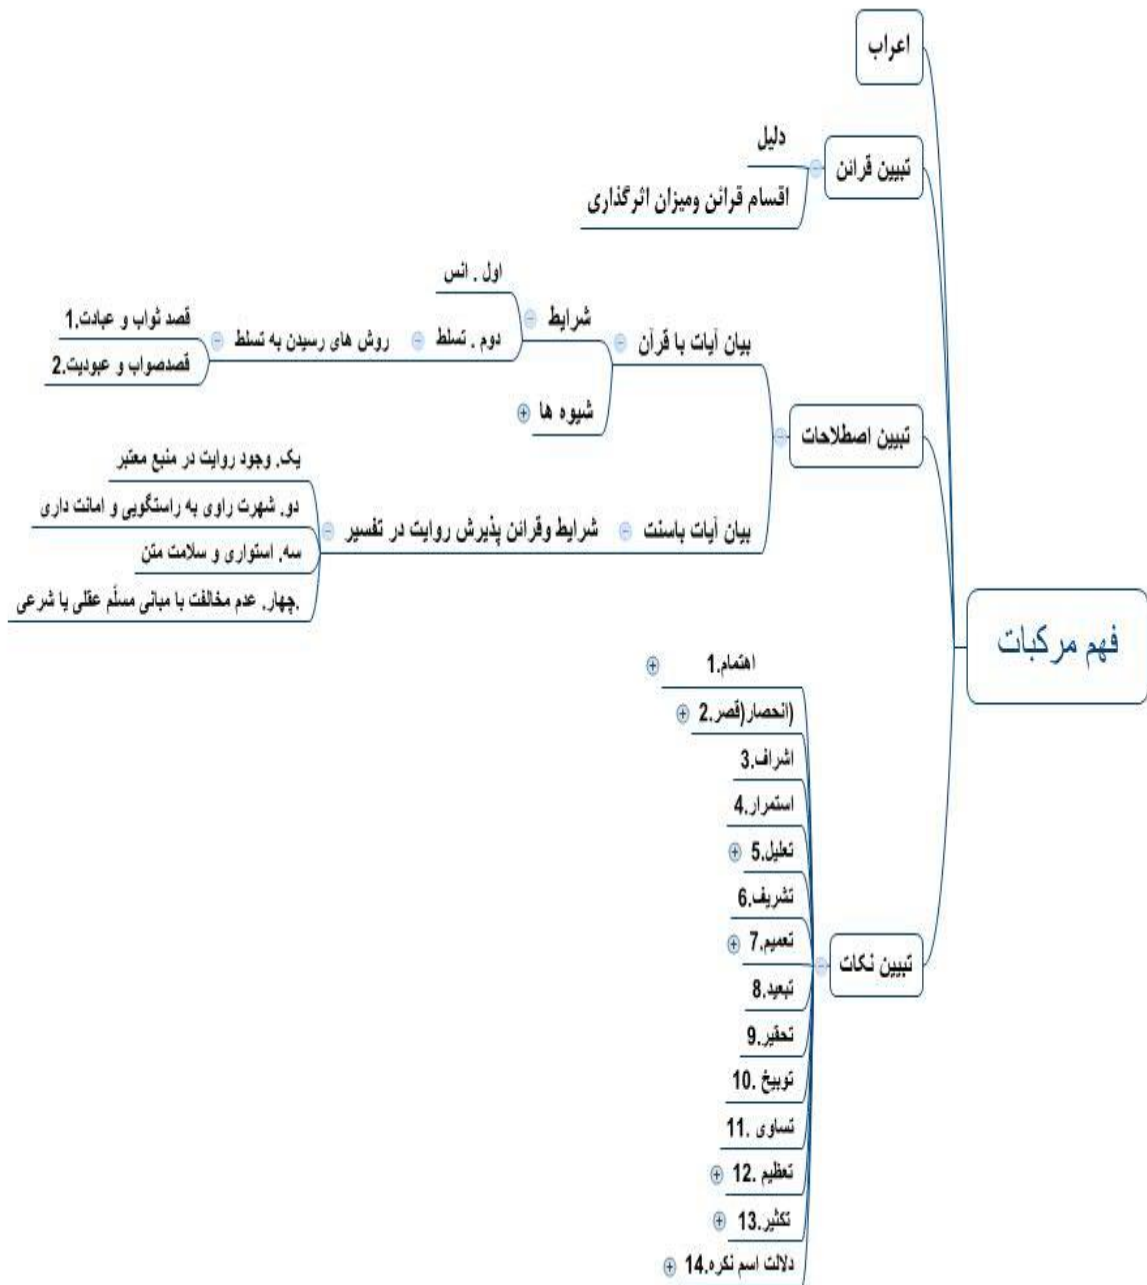 فهم مرکبات
اعراب
تبیین قرائن
دلیل
اقسام قرائن ومیزان اثرگذاری
تبیین اصطلاحات
بیان آیات با قرآن
شرایط
اول . انس
دوم . تسلط
روش های رسیدن به تسلط
1.قصد ثواب و عبادت
2.قصدصواب و عبودیت
شیوه ها
بیان آیات باسنت
شرایط وقرائن پذیرش روایت در تفسیر
یک. وجود روایت در منبع معتبر
دو. شهرت راوی به راستگویی و امانت داری
سه. استواری و سلامت متن
.چهار. عدم مخالفت با مبانی مسلّم عقلی یا شرعی
تبیین نکات
1.اهتمام
2.انحصار(قصر)
3.اشراف
4.استمرار
5.تعلیل
6.تشریف
7.تعمیم
8.تبعید
9.تحقیر
10. توبیخ
11. تساوی
12. تعظیم
13.تکثیر
14.دلالت اسم نکره